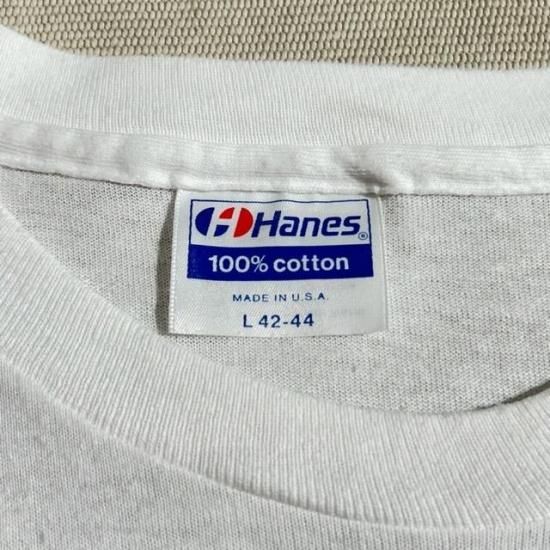 Hanes
100% cotton
MADE IN U.S.A.
L 42-44